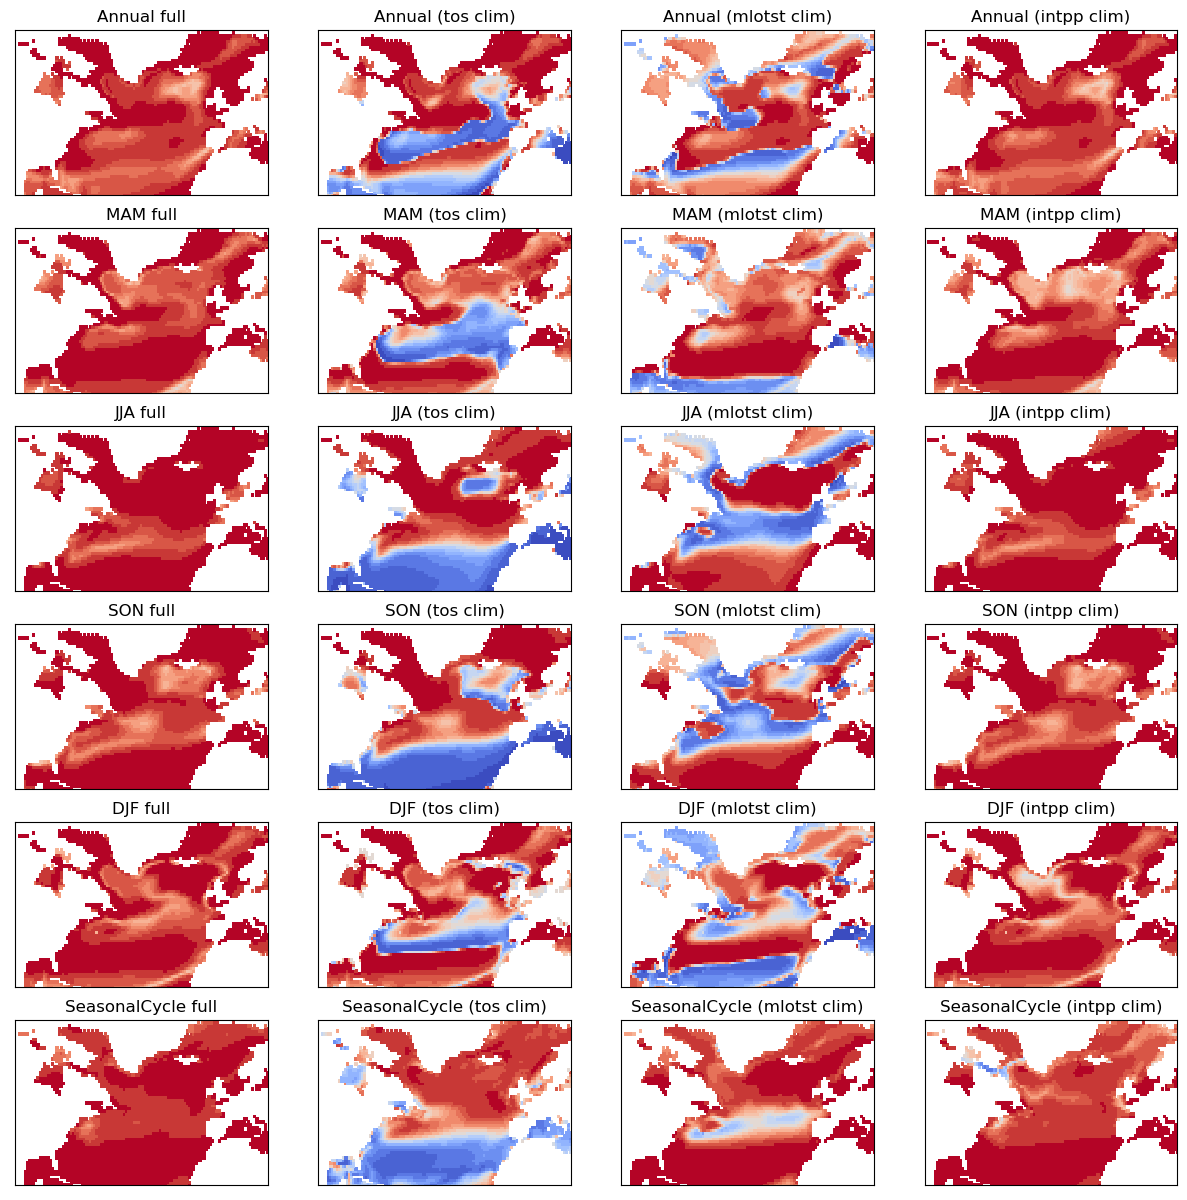 Annual full
Annual (tos clim)
Annual (mlotst clim)
Annual (intpp clim)
MAM full
MAM (tos clim)
MAM (mlotst clim)
MAM (intpp clim)
JJA full
JJA (tos clim)
JJA (mlotst clim)
JJA (intpp clim)
SON full
SON (tos clim)
SON (mlotst clim)
SON (intpp clim)
DJF full
DJF (tos clim)
DJF (mlotst clim)
DJF (intpp clim)
SeasonalCycle full
SeasonalCycle (tos clim)
SeasonalCycle (mlotst clim)
SeasonalCycle (intpp clim)